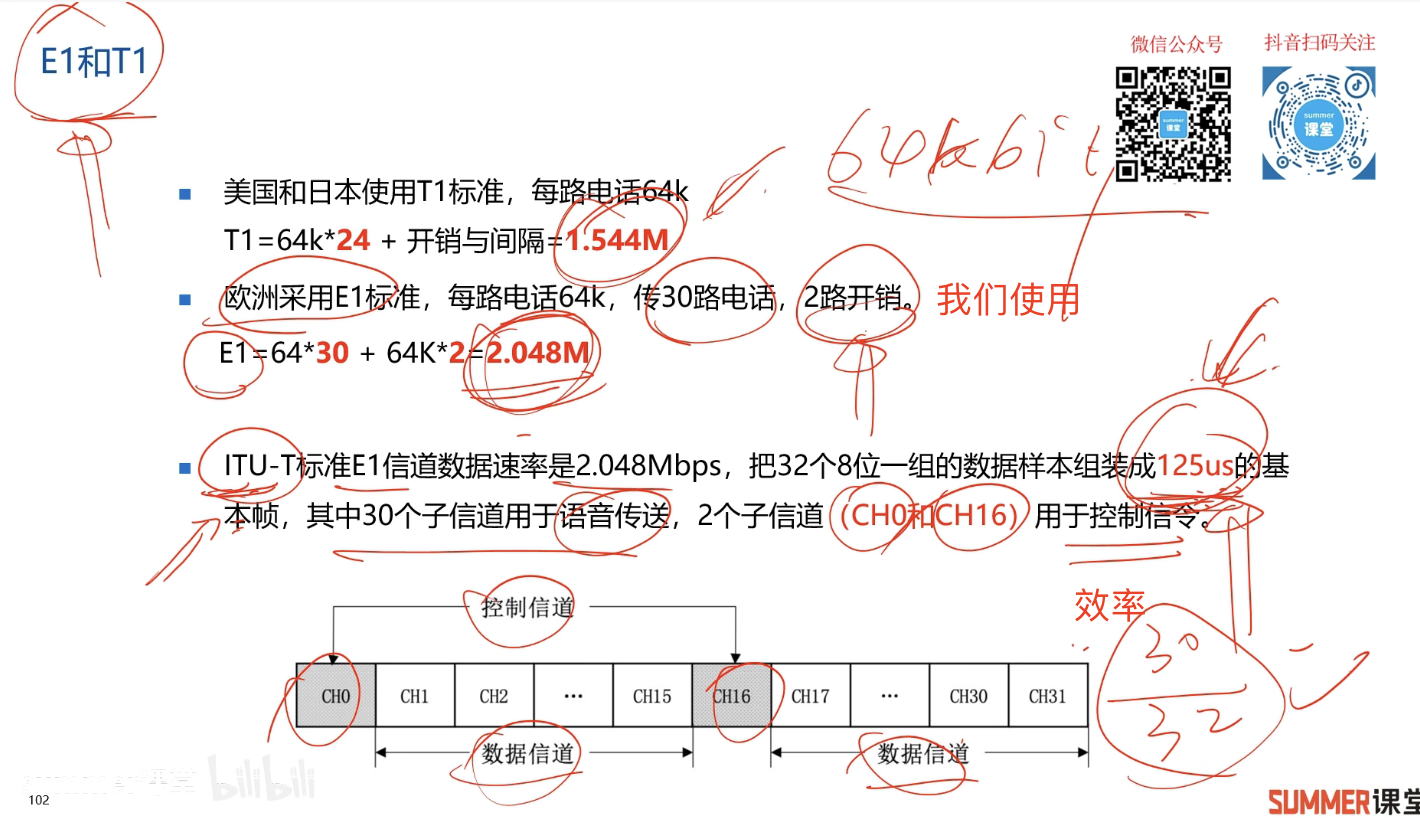 E1和T1
微信公众号
抖音扫码关注
summer
课堂
summer
课堂
64kbit
美国和日本使用T1标准，每路电话64k
T1=64k*24 + 开销与间隔=1.544M
欧洲采用E1标准，每路电话64k，传30路电话，2路开销。 我们使用
E1=64*30 + 64K*2=2.048M
ITU-T标准E1信道数据速率是2.048Mbps，把32个8位一组的数据样本组装成125us的基
本帧，其中30个子信道用于语音传送，2个子信道（CH0和CH16）用于控制信令。
效率
30
32
控制信道
CH0 CH1 CH2 ··· CH15 CH16 CH17 ··· CH30 CH31
数据信道 数据信道
bilibili
102
SUMMER课堂